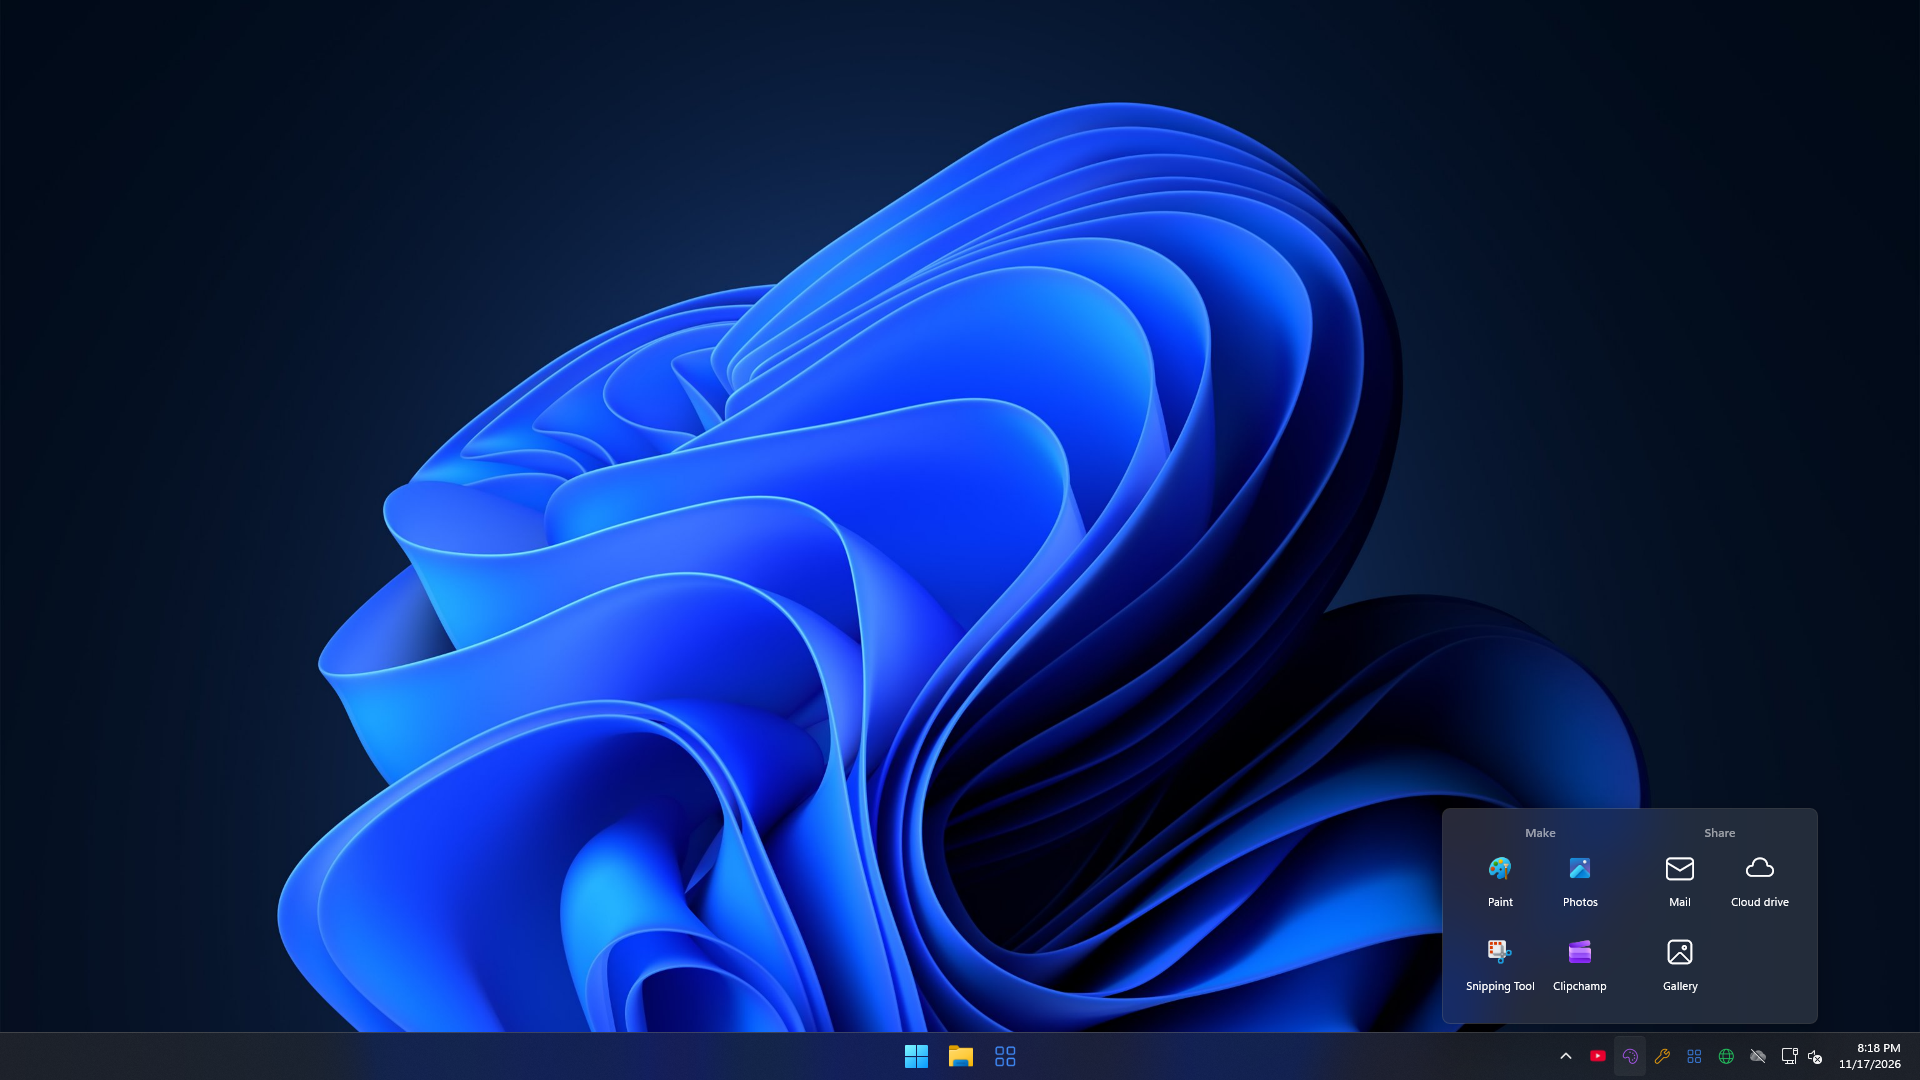 Make
Share
Paint
Photos
Mail
Cloud drive
Snipping Tool
Clipchamp
Gallery
8:18 PM
11/17/2026